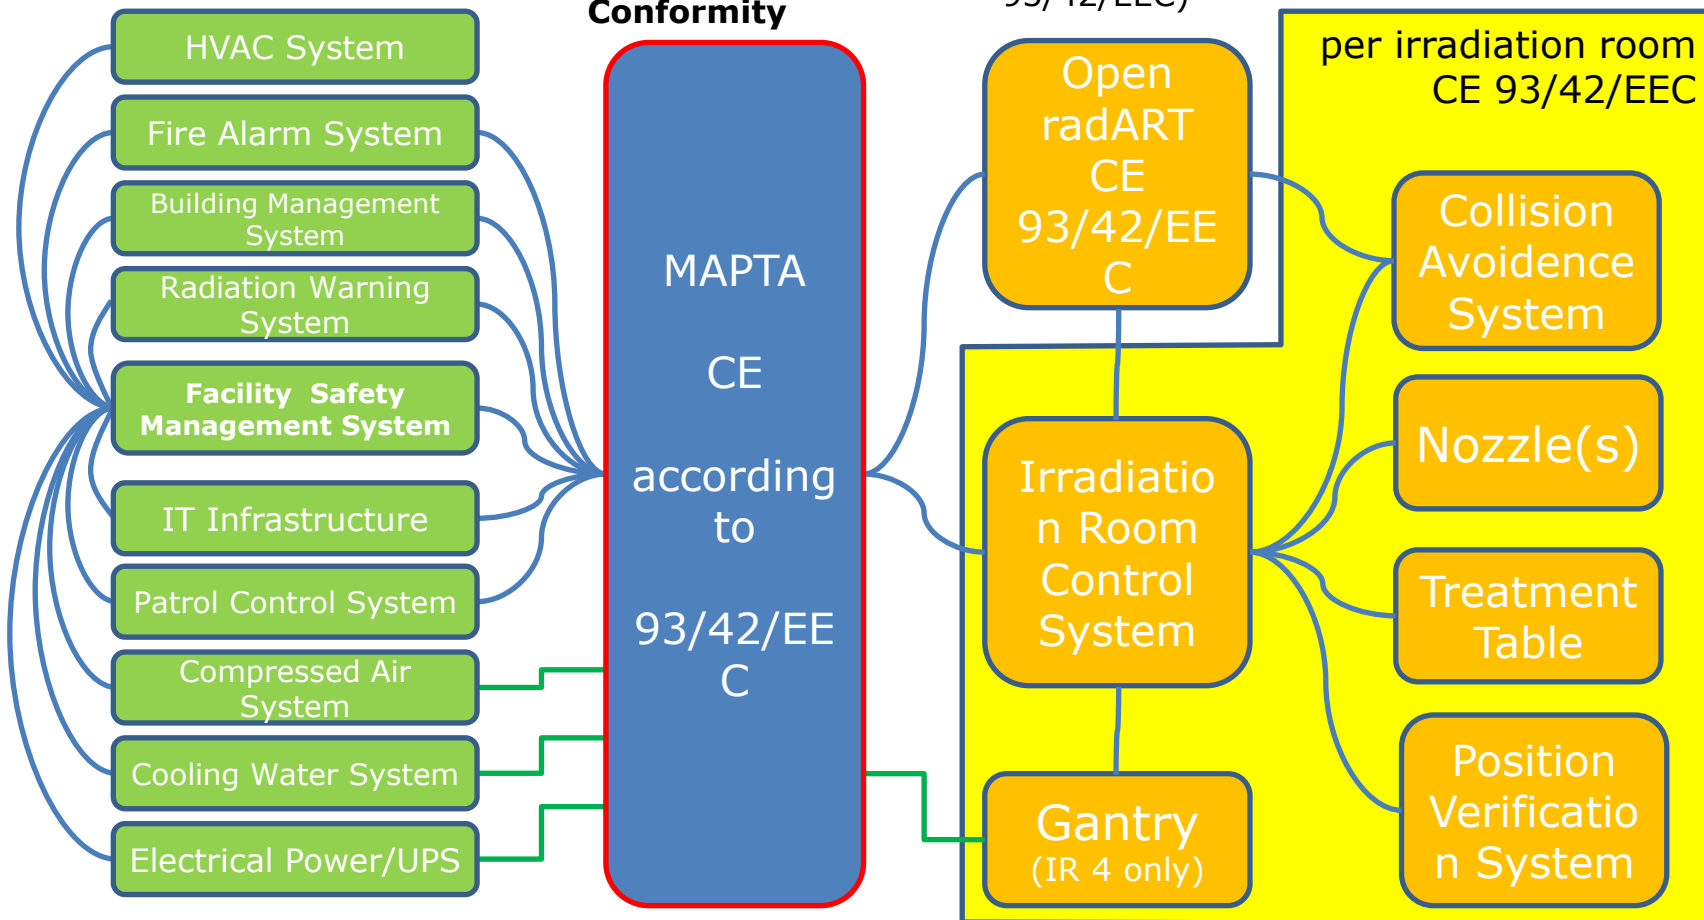 Conformity
93/42/EEC)
HVAC System
Fire Alarm System
Building Management
System
Radiation Warning
System
Facility  Safety
Management System
IT Infrastructure
Patrol Control System
Compressed Air
System
Cooling Water System
Electrical Power/UPS
MAPTA
CE
according
to
93/42/EE
C
Open
radART
CE
93/42/EE
C
Irradiatio
n Room
Control
System
Gantry
(IR 4 only)
per irradiation room
CE 93/42/EEC
Collision
Avoidence
System
Nozzle(s)
Treatment
Table
Position
Verificatio
n System